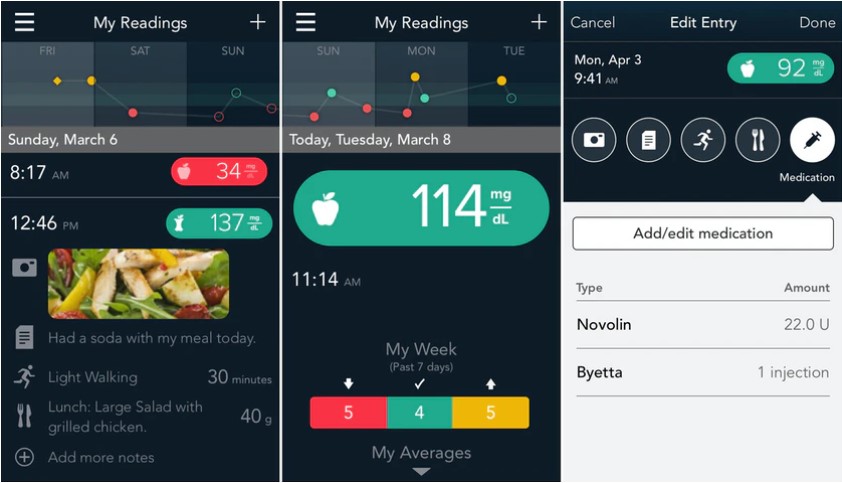 My Readings
FRI SAT SUN
Sunday, March 6
8:17 AM
34 mg/dL
12:46 PM
137 mg/dL
Had a soda with my meal today.
Light Walking 30 minutes
Lunch: Large Salad with
grilled chicken. 40 g
Add more notes
My Readings
SUN MON TUE
Today, Tuesday, March 8
114 mg/dL
11:14 AM
My Week
(Past 7 days)
5 4 5
My Averages
Cancel Edit Entry Done
Mon, Apr 3
9:41 AM
92 mg/dL
Medication
Add/edit medication
Type Amount
Novolin 22.0 U
Byetta 1 injection